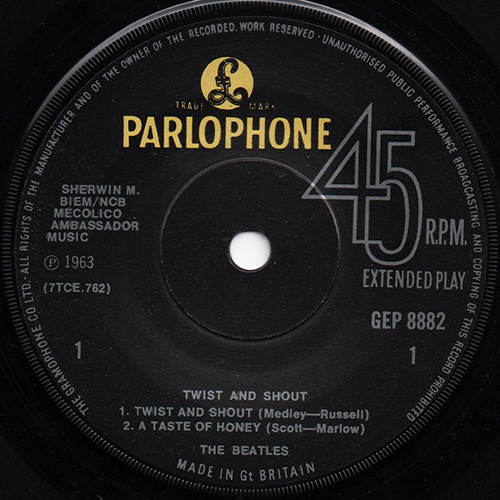 THE GRAMOPHONE CO LTD · ALL RIGHTS OF THE MANUFACTURER AND OF THE OWNER OF THE RECORDED WORK RESERVED · UNAUTHORISED PUBLIC PERFORMANCE BROADCASTING AND COPYING OF THIS RECORD PROHIBITED
£
TRADE MARK
PARLOPHONE
45
R.P.M.
EXTENDED PLAY
SHERWIN M.
BIEM/NCB
MECOLICO
AMBASSADOR
MUSIC
℗ 1963
(7TCE.762)
GEP 8882
1
1
TWIST AND SHOUT
1. TWIST AND SHOUT (Medley—Russell)
2. A TASTE OF HONEY (Scott—Marlow)
THE BEATLES
MADE IN Gt BRITAIN